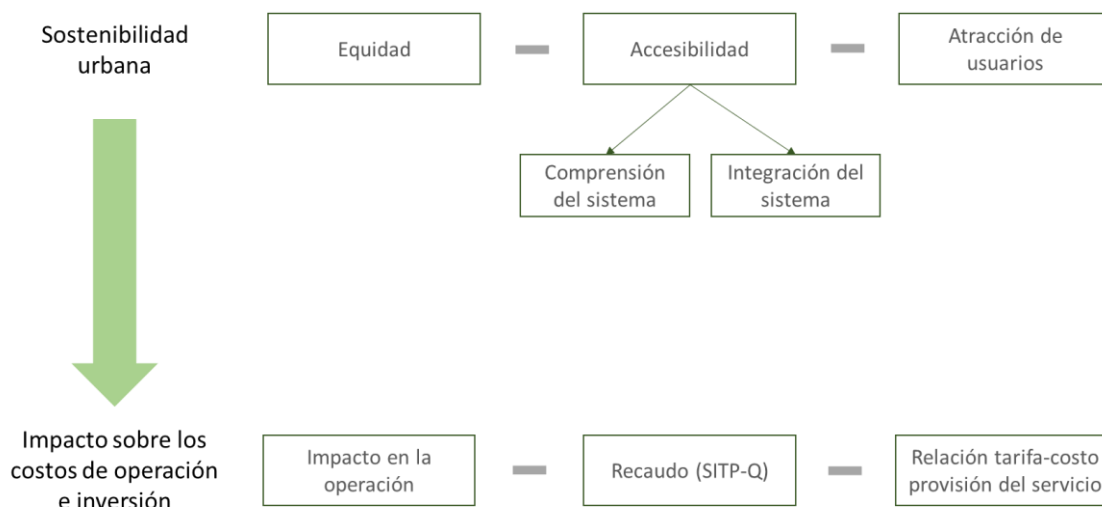 Sostenibilidad
urbana
Equidad
Accesibilidad
Atracción de
usuarios
Comprensión
del sistema
Integración del
sistema
Impacto sobre los
costos de operación
e inversión
Impacto en la
operación
Recaudo (SITP-Q)
Relación tarifa-costo
provisión del servicio